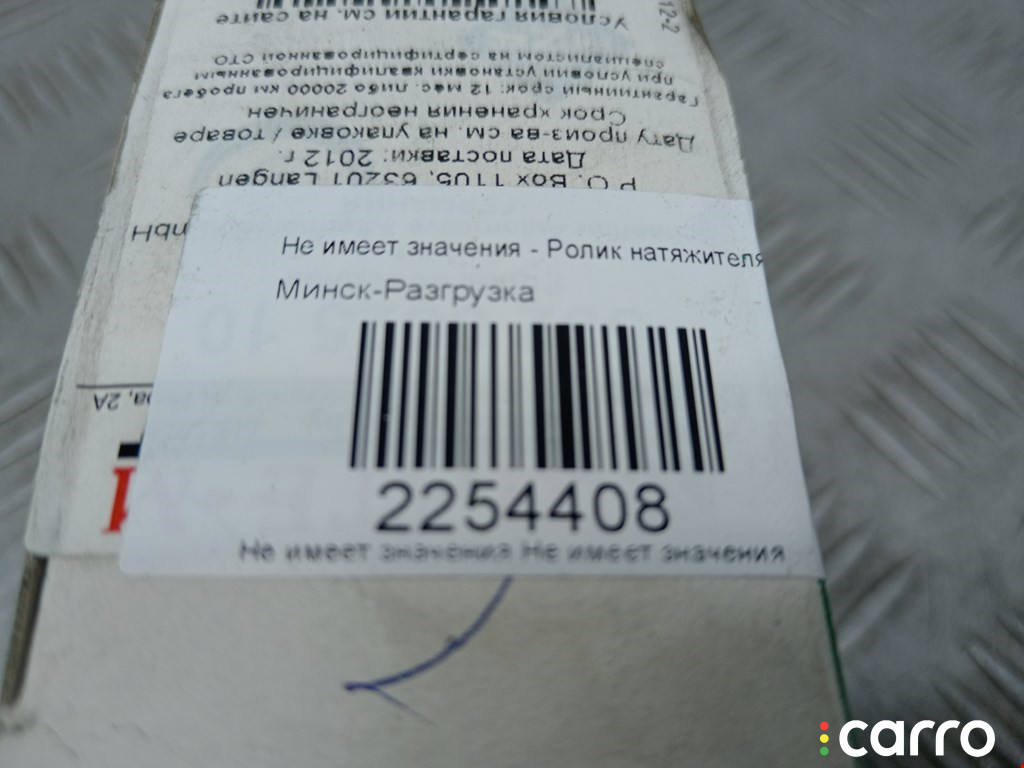 Не имеет значения - Ролик натяжителя
Минск-Разгрузка
2254408
Не имеет значения Не имеет значения
P.O. Box 1105, 63201 Langen
Дата поставки: 2012 г.
Дату произ-ва см. на упаковке / товаре
Срок хранения неограничен
Гарантийный срок: 12 мес. либо 20000 км пробега
при условии установки квалифицированным
специалистом на сертифицированной СТО
Условия гарантии см. на сайте
12-2
carro